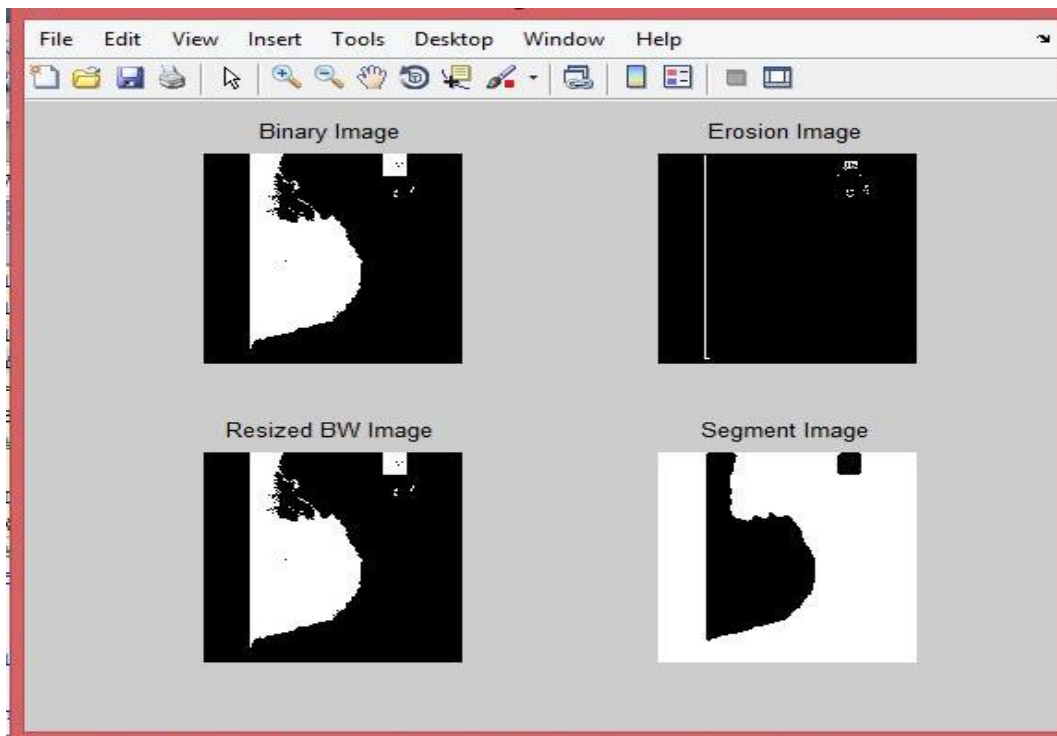 File Edit View Insert Tools Desktop Window Help
Binary Image Erosion Image
Resized BW Image Segment Image